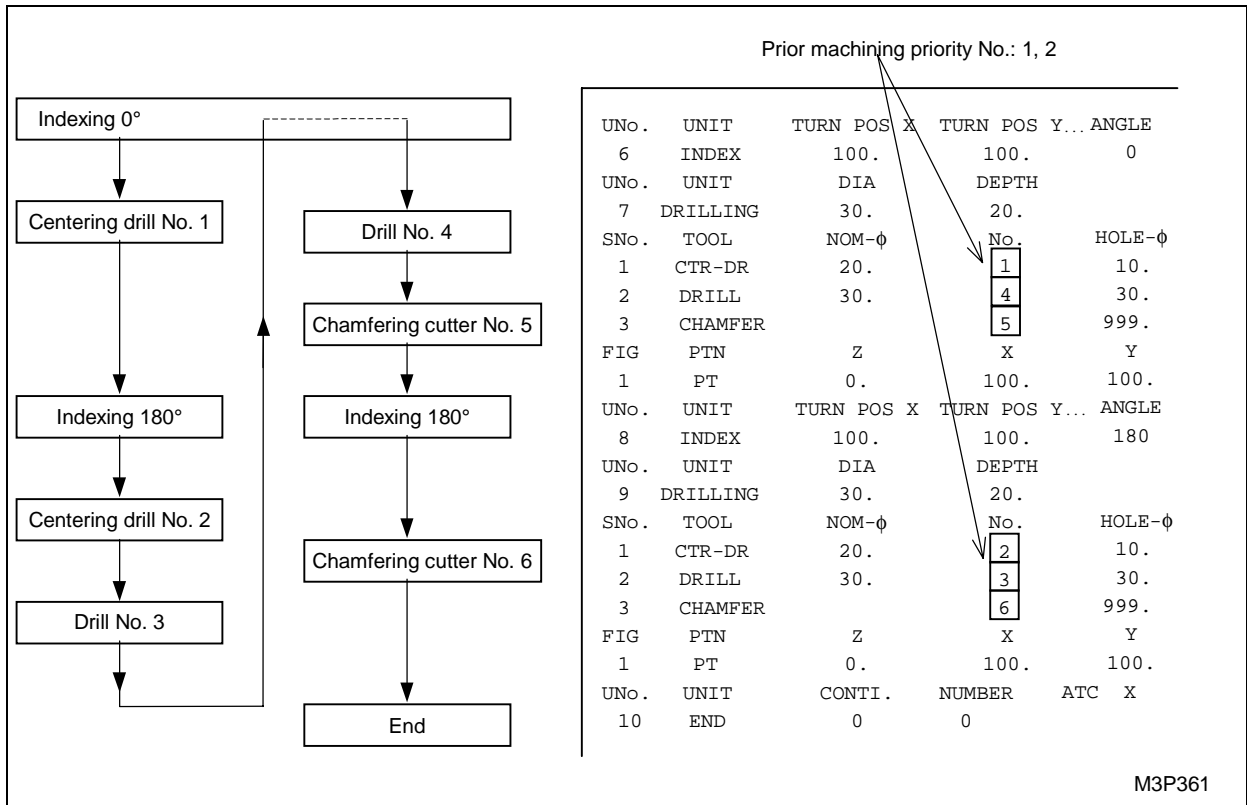 Prior machining priority No.: 1, 2
Indexing 0°
Centering drill No. 1
Indexing 180°
Centering drill No. 2
Drill No. 3
Drill No. 4
Chamfering cutter No. 5
Indexing 180°
Chamfering cutter No. 6
End
UNo. UNIT TURN POS X TURN POS Y... ANGLE
6 INDEX 100. 100. 0
UNo. UNIT DIA DEPTH
7 DRILLING 30. 20.
SNo. TOOL NOM-ϕ No. HOLE-ϕ
1 CTR-DR 20. 1 10.
2 DRILL 30. 4 30.
3 CHAMFER 5 999.
FIG PTN Z X Y
1 PT 0. 100. 100.
UNo. UNIT TURN POS X TURN POS Y... ANGLE
8 INDEX 100. 100. 180
UNo. UNIT DIA DEPTH
9 DRILLING 30. 20.
SNo. TOOL NOM-ϕ No. HOLE-ϕ
1 CTR-DR 20. 2 10.
2 DRILL 30. 3 30.
3 CHAMFER 6 999.
FIG PTN Z X Y
1 PT 0. 100. 100.
UNo. UNIT CONTI. NUMBER ATC X
10 END 0 0
M3P361